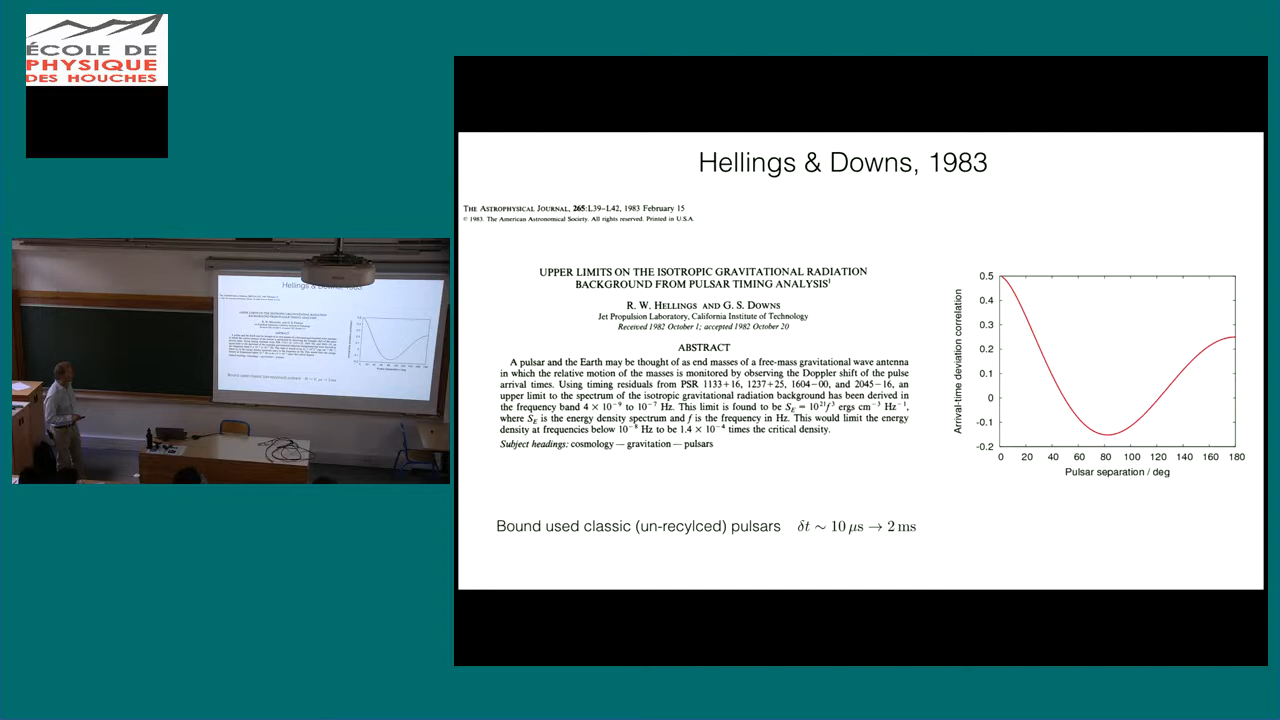 ÉCOLE DE
PHYSIQUE
DES HOUCHES
Hellings & Downs, 1983
THE ASTROPHYSICAL JOURNAL, 265:L39–L42, 1983 February 15
© 1983. The American Astronomical Society. All rights reserved. Printed in U.S.A.
UPPER LIMITS ON THE ISOTROPIC GRAVITATIONAL RADIATION
BACKGROUND FROM PULSAR TIMING ANALYSIS¹
R. W. HELLINGS AND G. S. DOWNS
Jet Propulsion Laboratory, California Institute of Technology
Received 1982 October 1; accepted 1982 October 20
ABSTRACT
A pulsar and the Earth may be thought of as end masses of a free-mass gravitational wave antenna
in which the relative motion of the masses is monitored by observing the Doppler shift of the pulse
arrival times. Using timing residuals from PSR 1133+16, 1237+25, 1604−00, and 2045−16, an
upper limit to the spectrum of the isotropic gravitational radiation background has been derived in
the frequency band 4 × 10⁻⁹ to 10⁻⁷ Hz. This limit is found to be S_E = 10²¹f³ ergs cm⁻³ Hz⁻¹,
where S_E is the energy density spectrum and f is the frequency in Hz. This would limit the energy
density at frequencies below 10⁻⁸ Hz to be 1.4 × 10⁻⁴ times the critical density.
Subject headings: cosmology — gravitation — pulsars
Arrival-time deviation correlation
0.5
0.4
0.3
0.2
0.1
0
-0.1
-0.2
0 20 40 60 80 100 120 140 160 180
Pulsar separation / deg
Bound used classic (un-recylced) pulsars δt ∼ 10 μs → 2 ms